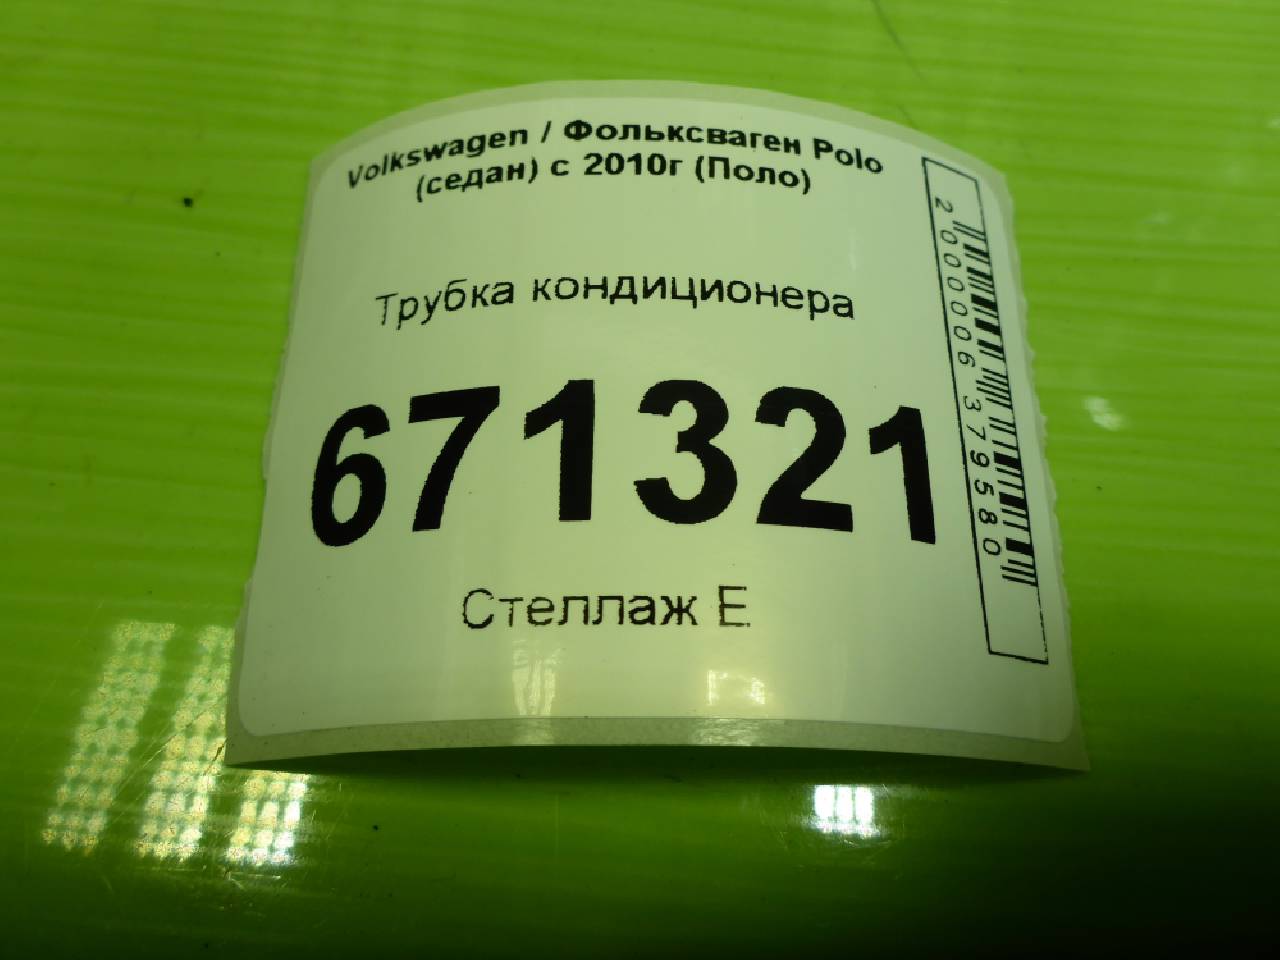 Volkswagen / Фольксваген Polo
(седан) с 2010г (Поло)
Трубка кондиционера
671321
Стеллаж Е
2000006379580